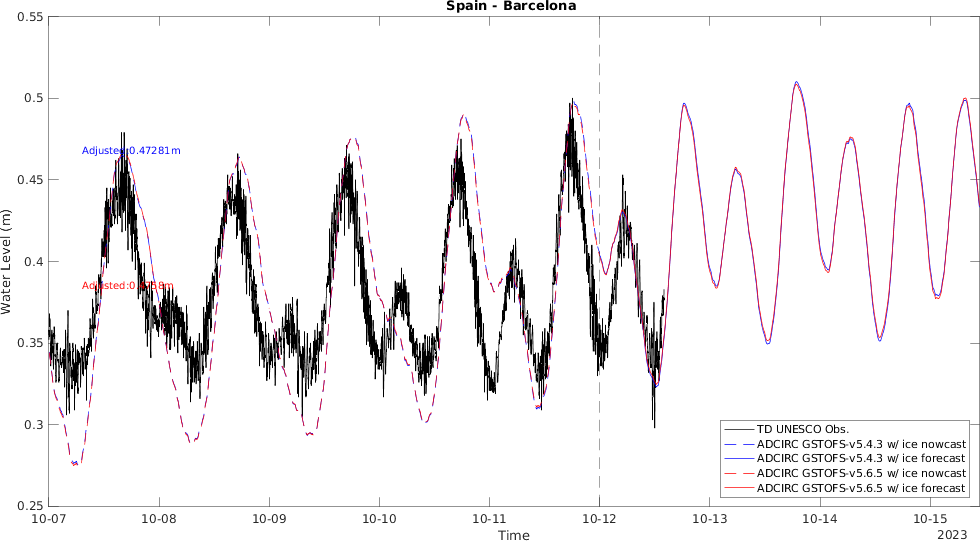 Spain - Barcelona
0.55
0.5
0.45
0.4
0.35
0.3
0.25
Water Level (m)
Adjusted:0.47281m
Adjusted:0.4758m
TD UNESCO Obs.
ADCIRC GSTOFS-v5.4.3 w/ ice nowcast
ADCIRC GSTOFS-v5.4.3 w/ ice forecast
ADCIRC GSTOFS-v5.6.5 w/ ice nowcast
ADCIRC GSTOFS-v5.6.5 w/ ice forecast
10-07 10-08 10-09 10-10 10-11 10-12 10-13 10-14 10-15
Time
2023